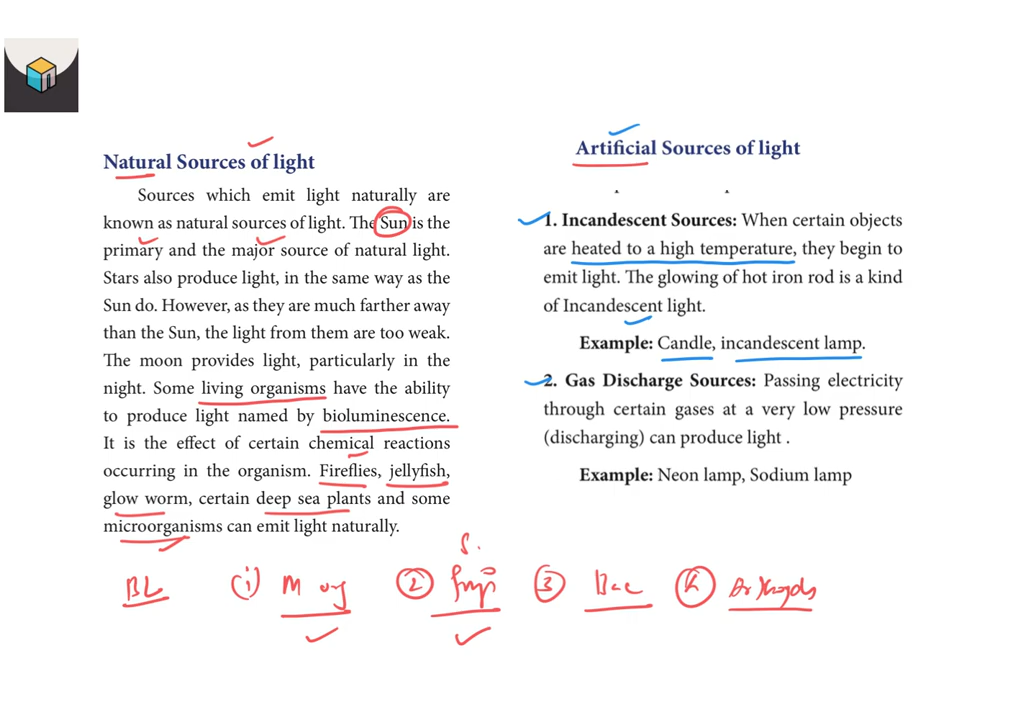 Natural Sources of light
Sources which emit light naturally are
known as natural sources of light. The Sun is the
primary and the major source of natural light.
Stars also produce light, in the same way as the
Sun do. However, as they are much farther away
than the Sun, the light from them are too weak.
The moon provides light, particularly in the
night. Some living organisms have the ability
to produce light named by bioluminescence.
It is the effect of certain chemical reactions
occurring in the organism. Fireflies, jellyfish,
glow worm, certain deep sea plants and some
microorganisms can emit light naturally.
Artificial Sources of light
1. Incandescent Sources: When certain objects
are heated to a high temperature, they begin to
emit light. The glowing of hot iron rod is a kind
of Incandescent light.
Example: Candle, incandescent lamp.
2. Gas Discharge Sources: Passing electricity
through certain gases at a very low pressure
(discharging) can produce light .
Example: Neon lamp, Sodium lamp
S.
BL (i) M org (2) (3) Bac (4)